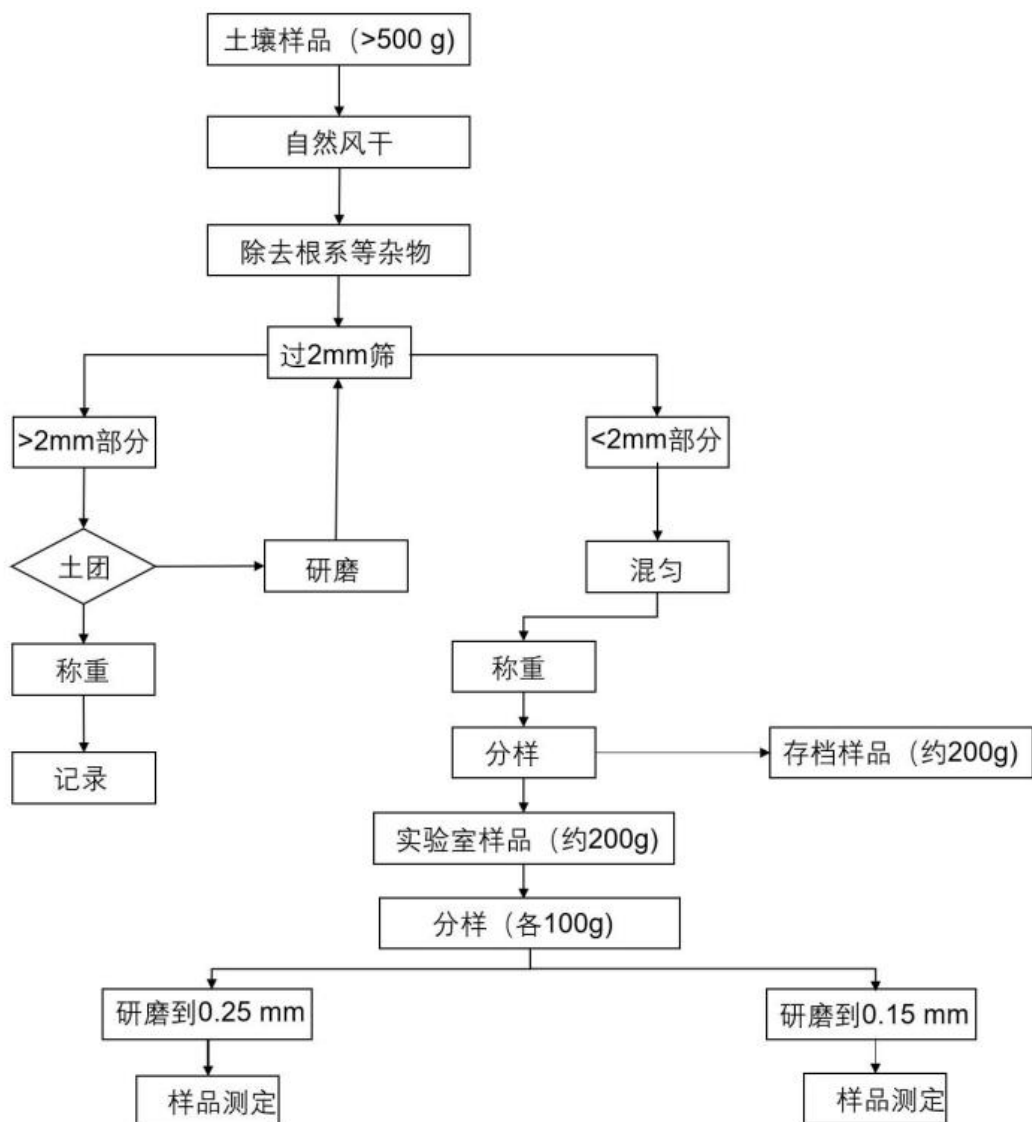 土壤样品（>500 g)
自然风干
除去根系等杂物
过2mm筛
>2mm部分
<2mm部分
土团
研磨
混匀
称重
称重
记录
分样
存档样品（约200g)
实验室样品（约200g)
分样（各100g)
研磨到0.25 mm
研磨到0.15 mm
样品测定
样品测定